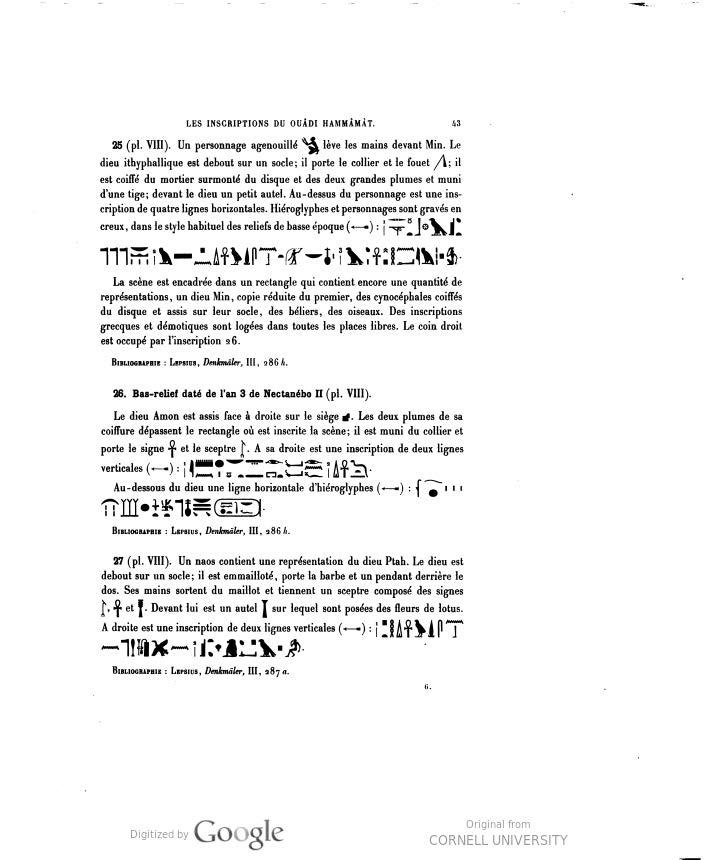 LES INSCRIPTIONS DU OUÂDI HAMMÂMÂT. 43
25 (pl. VIII). Un personnage agenouillé lève les mains devant Min. Le
dieu ithyphallique est debout sur un socle; il porte le collier et le fouet ; il
est coiffé du mortier surmonté du disque et des deux grandes plumes et muni
d'une tige; devant le dieu un petit autel. Au-dessus du personnage est une ins-
cription de quatre lignes horizontales. Hiéroglyphes et personnages sont gravés en
creux, dans le style habituel des reliefs de basse époque (←) :
La scène est encadrée dans un rectangle qui contient encore une quantité de
représentations, un dieu Min, copie réduite du premier, des cynocéphales coiffés
du disque et assis sur leur socle, des béliers, des oiseaux. Des inscriptions
grecques et démotiques sont logées dans toutes les places libres. Le coin droit
est occupé par l'inscription 26.
BIBLIOGRAPHIE : LEPSIUS, Denkmäler, III, 286 h.
26. Bas-relief daté de l'an 3 de Nectanébo II (pl. VIII).
Le dieu Amon est assis face à droite sur le siège . Les deux plumes de sa
coiffure dépassent le rectangle où est inscrite la scène; il est muni du collier et
porte le signe et le sceptre . A sa droite est une inscription de deux lignes
verticales (←) :
Au-dessous du dieu une ligne horizontale d'hiéroglyphes (←) :
BIBLIOGRAPHIE : LEPSIUS, Denkmäler, III, 286 h.
27 (pl. VIII). Un naos contient une représentation du dieu Ptah. Le dieu est
debout sur un socle; il est emmailloté, porte la barbe et un pendant derrière le
dos. Ses mains sortent du maillot et tiennent un sceptre composé des signes
, et . Devant lui est un autel sur lequel sont posées des fleurs de lotus.
A droite est une inscription de deux lignes verticales (←) :
BIBLIOGRAPHIE : LEPSIUS, Denkmäler, III, 287 a.
6.
Digitized by Google
Original from
CORNELL UNIVERSITY